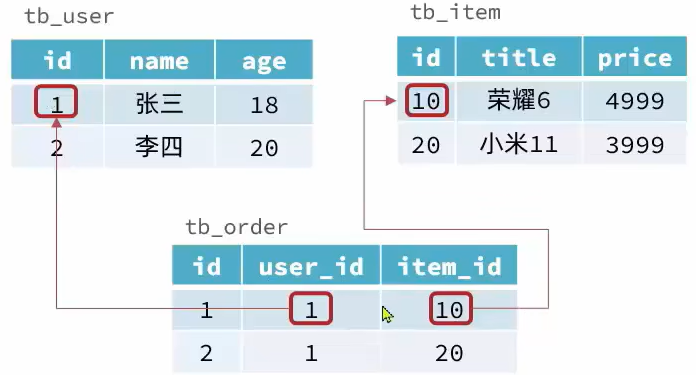 tb_user
id name age
1 张三 18
2 李四 20
tb_item
id title price
10 荣耀6 4999
20 小米11 3999
tb_order
id user_id item_id
1 1 10
2 1 20